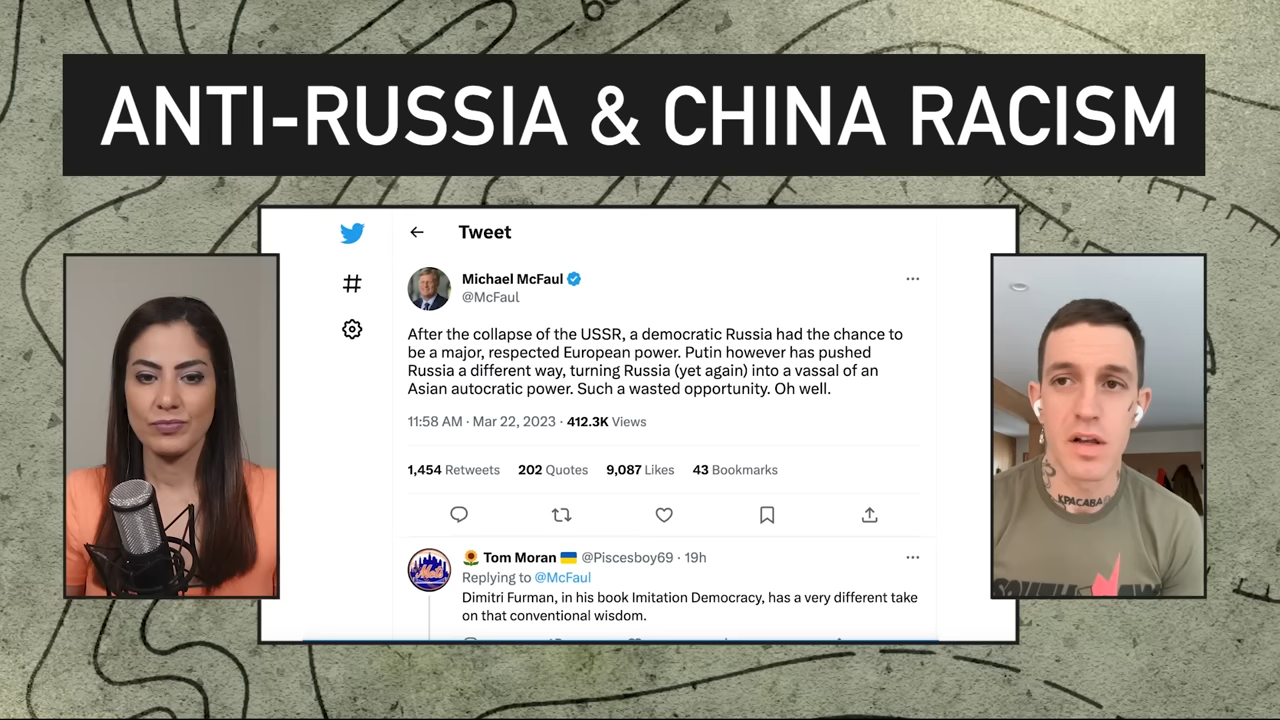 60
ANTI-RUSSIA & CHINA RACISM
Tweet
Michael McFaul
@McFaul
After the collapse of the USSR, a democratic Russia had the chance to
be a major, respected European power. Putin however has pushed
Russia a different way, turning Russia (yet again) into a vassal of an
Asian autocratic power. Such a wasted opportunity. Oh well.
11:58 AM · Mar 22, 2023 · 412.3K Views
1,454 Retweets 202 Quotes 9,087 Likes 43 Bookmarks
Tom Moran @Piscesboy69 · 19h
Replying to @McFaul
Dimitri Furman, in his book Imitation Democracy, has a very different take
on that conventional wisdom.
Mets
КРАСАВА